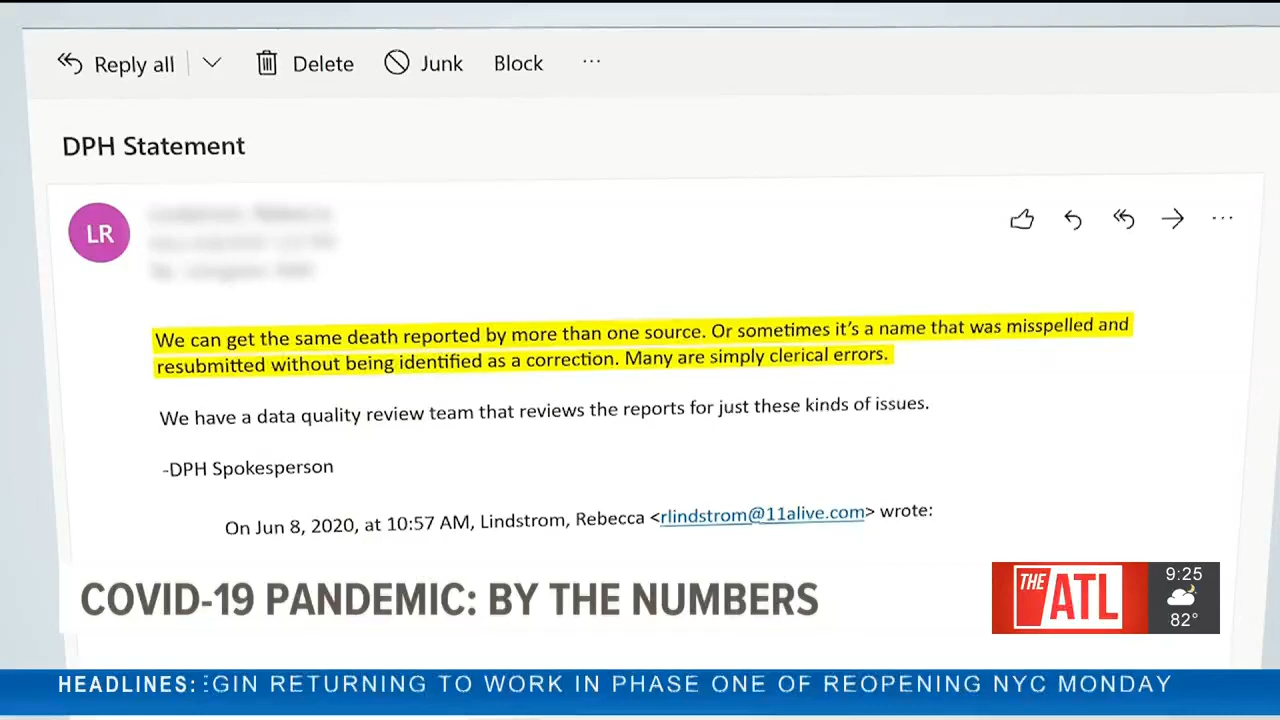 Reply all
Delete
Junk
Block
DPH Statement
LR
We can get the same death reported by more than one source. Or sometimes it's a name that was misspelled and
resubmitted without being identified as a correction. Many are simply clerical errors.
We have a data quality review team that reviews the reports for just these kinds of issues.
-DPH Spokesperson
On Jun 8, 2020, at 10:57 AM, Lindstrom, Rebecca <rlindstrom@11alive.com> wrote:
COVID-19 PANDEMIC: BY THE NUMBERS
THE ATL
9:25
82°
HEADLINES: GIN RETURNING TO WORK IN PHASE ONE OF REOPENING NYC MONDAY